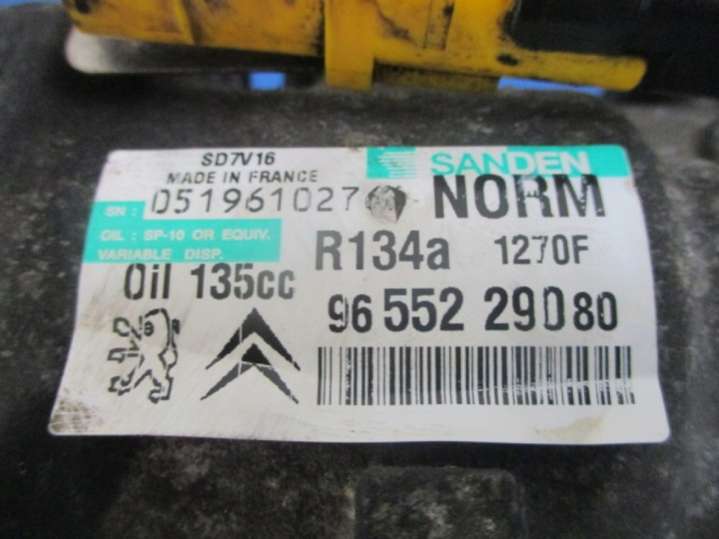 SD7V16
MADE IN FRANCE
SANDEN
SN : 0519610276
NORM
OIL : SP-10 OR EQUIV.
VARIABLE DISP.
R134a 1270F
Oil 135cc
96 552 290 80